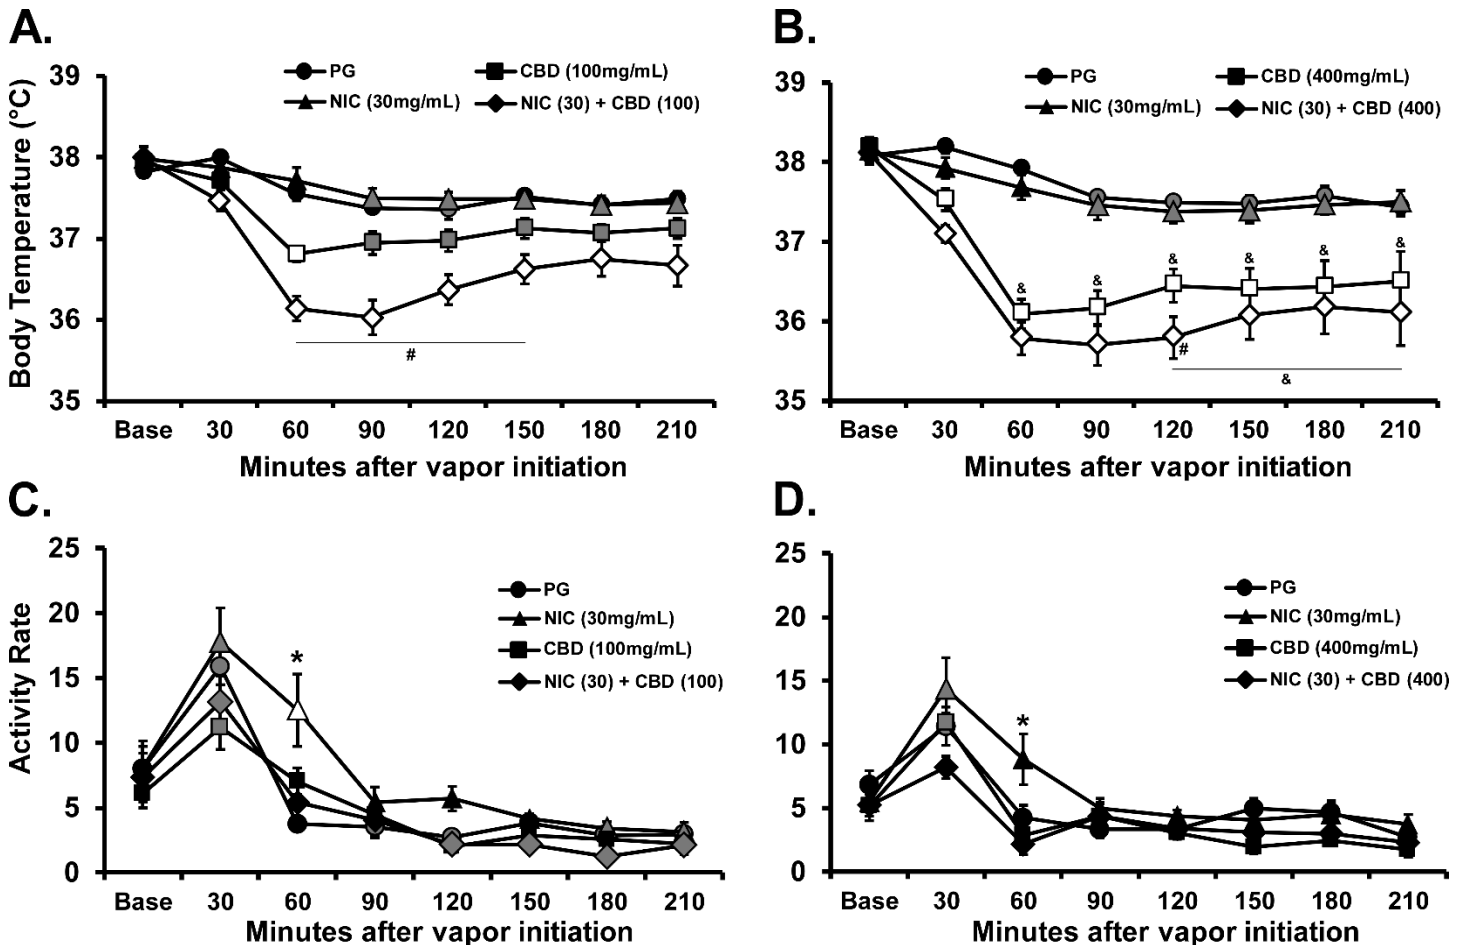 A.
39
38
37
36
35
Body Temperature (°C)
PG
CBD (100mg/mL)
NIC (30mg/mL)
NIC (30) + CBD (100)
#
Base 30 60 90 120 150 180 210
Minutes after vapor initiation
B.
39
38
37
36
35
PG
CBD (400mg/mL)
NIC (30mg/mL)
NIC (30) + CBD (400)
& & & & & &
#
&
Base 30 60 90 120 150 180 210
Minutes after vapor initiation
C.
25
20
15
10
5
0
Activity Rate
PG
NIC (30mg/mL)
CBD (100mg/mL)
NIC (30) + CBD (100)
*
Base 30 60 90 120 150 180 210
Minutes after vapor initiation
D.
25
20
15
10
5
0
PG
NIC (30mg/mL)
CBD (400mg/mL)
NIC (30) + CBD (400)
*
Base 30 60 90 120 150 180 210
Minutes after vapor initiation